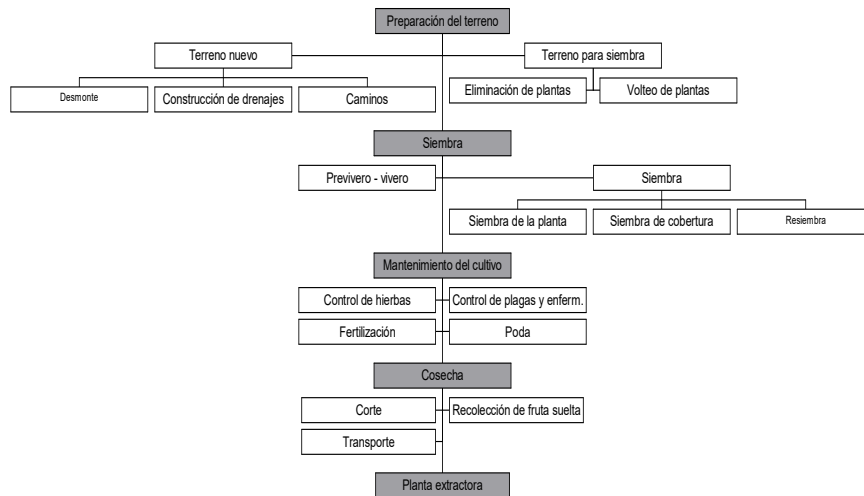 Preparación del terreno
Terreno nuevo
Terreno para siembra
Desmonte
Construcción de drenajes
Caminos
Eliminación de plantas
Volteo de plantas
Siembra
Previvero - vivero
Siembra
Siembra de la planta
Siembra de cobertura
Resiembra
Mantenimiento del cultivo
Control de hierbas
Control de plagas y enferm.
Fertilización
Poda
Cosecha
Corte
Recolección de fruta suelta
Transporte
Planta extractora